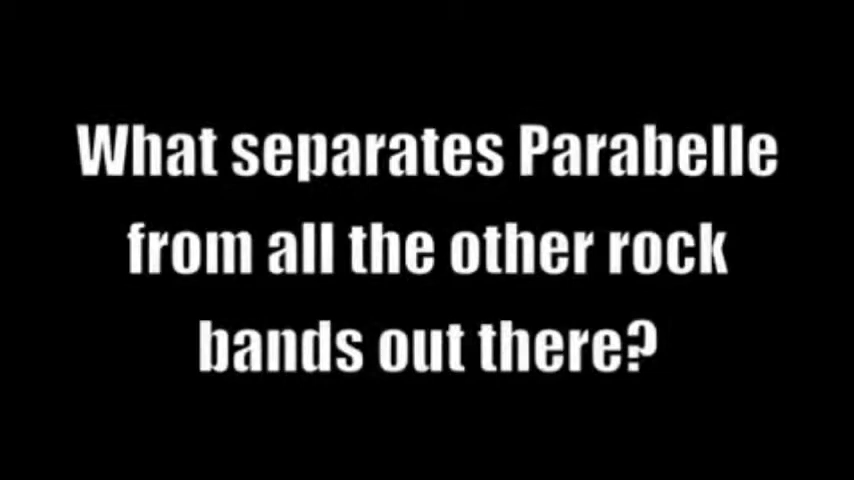 What separates Parabelle
from all the other rock
bands out there?